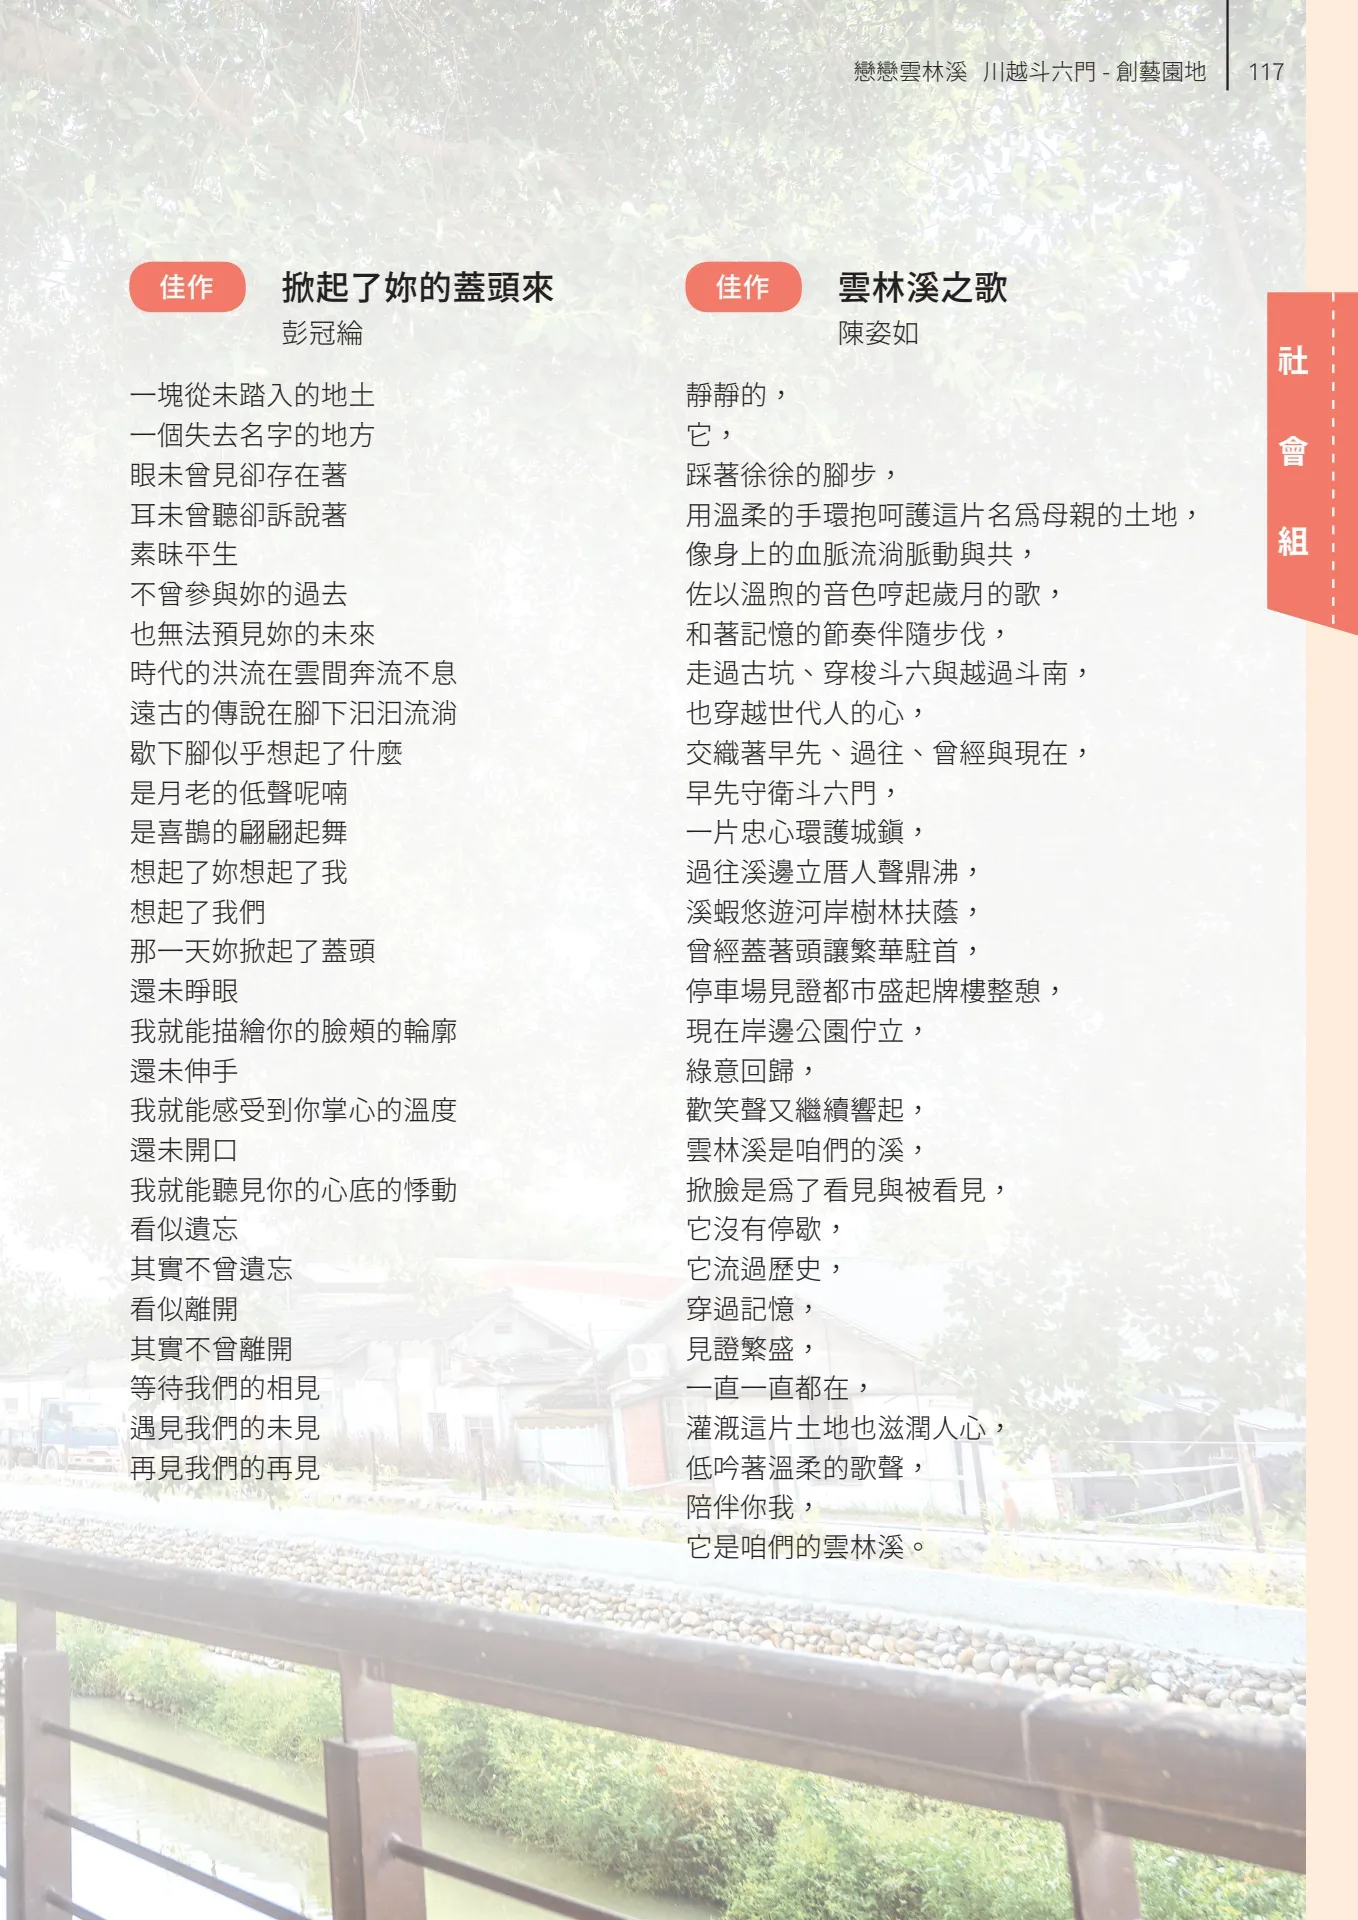 戀戀雲林溪 川越斗六門 - 創藝園地 117
佳作 掀起了妳的蓋頭來
彭冠綸
一塊從未踏入的地土
一個失去名字的地方
眼未曾見卻存在著
耳未曾聽卻訴說著
素昧平生
不曾參與妳的過去
也無法預見妳的未來
時代的洪流在雲間奔流不息
遠古的傳說在腳下汩汩流淌
歇下腳似乎想起了什麼
是月老的低聲呢喃
是喜鵲的翩翩起舞
想起了妳想起了我
想起了我們
那一天妳掀起了蓋頭
還未睜眼
我就能描繪你的臉頰的輪廓
還未伸手
我就能感受到你掌心的溫度
還未開口
我就能聽見你的心底的悸動
看似遺忘
其實不曾遺忘
看似離開
其實不曾離開
等待我們的相見
遇見我們的未見
再見我們的再見
佳作 雲林溪之歌
陳姿如
靜靜的，
它，
踩著徐徐的腳步，
用溫柔的手環抱呵護這片名為母親的土地，
像身上的血脈流淌脈動與共，
佐以溫煦的音色哼起歲月的歌，
和著記憶的節奏伴隨步伐，
走過古坑、穿梭斗六與越過斗南，
也穿越世代人的心，
交織著早先、過往、曾經與現在，
早先守衛斗六門，
一片忠心環護城鎮，
過往溪邊立厝人聲鼎沸，
溪蝦悠遊河岸樹林扶蔭，
曾經蓋著頭讓繁華駐首，
停車場見證都市盛起牌樓整憩，
現在岸邊公園佇立，
綠意回歸，
歡笑聲又繼續響起，
雲林溪是咱們的溪，
掀臉是為了看見與被看見，
它沒有停歇，
它流過歷史，
穿過記憶，
見證繁盛，
一直一直都在，
灌溉這片土地也滋潤人心，
低吟著溫柔的歌聲，
陪伴你我，
它是咱們的雲林溪。
社會組